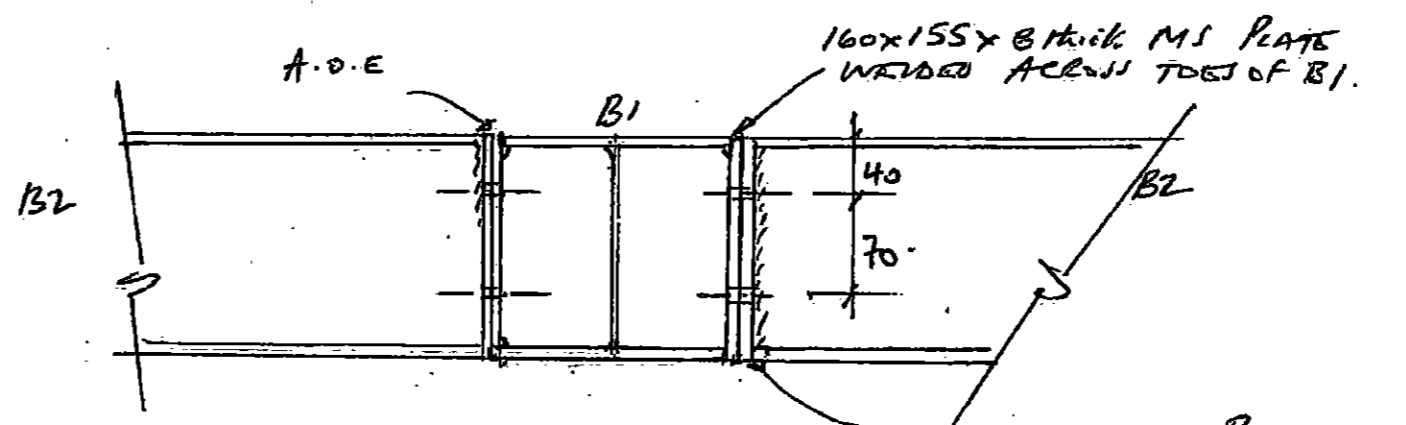 160x155x8 thick MS PLATE
WELDED ACROSS TOES OF B1.
A.O.E
B1
B2
40
B2
70